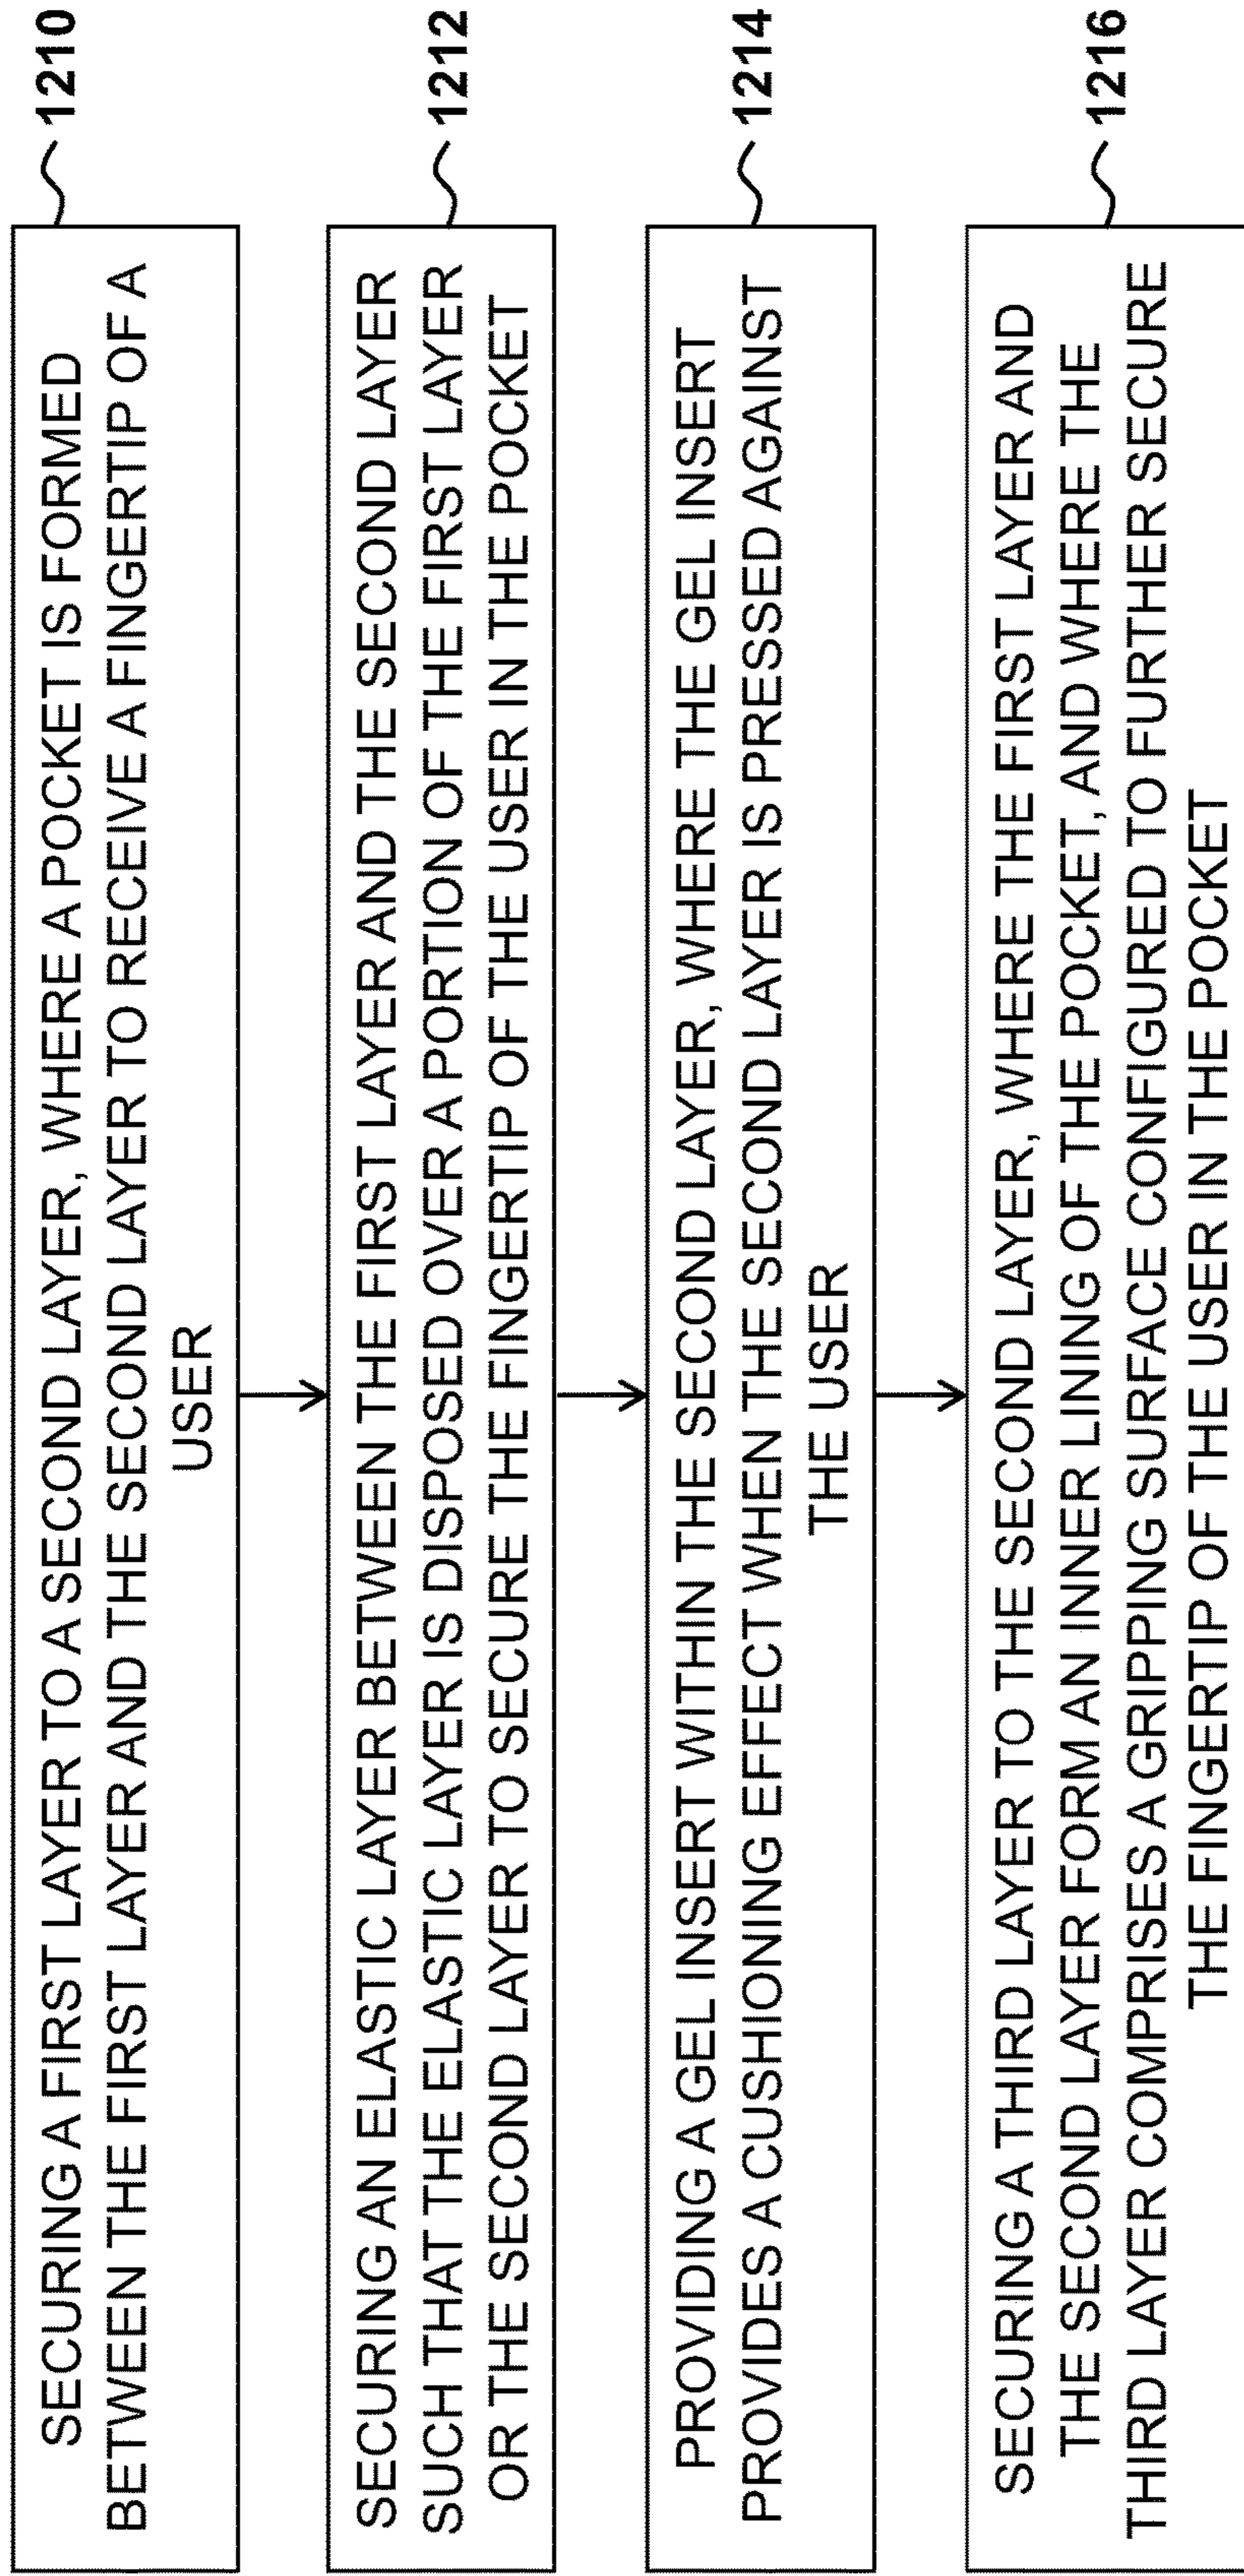 SECURING A FIRST LAYER TO A SECOND LAYER, WHERE A POCKET IS FORMED
BETWEEN THE FIRST LAYER AND THE SECOND LAYER TO RECEIVE A FINGERTIP OF A
USER
1210
SECURING AN ELASTIC LAYER BETWEEN THE FIRST LAYER AND THE SECOND LAYER
SUCH THAT THE ELASTIC LAYER IS DISPOSED OVER A PORTION OF THE FIRST LAYER
OR THE SECOND LAYER TO SECURE THE FINGERTIP OF THE USER IN THE POCKET
1212
PROVIDING A GEL INSERT WITHIN THE SECOND LAYER, WHERE THE GEL INSERT
PROVIDES A CUSHIONING EFFECT WHEN THE SECOND LAYER IS PRESSED AGAINST
THE USER
1214
SECURING A THIRD LAYER TO THE SECOND LAYER, WHERE THE FIRST LAYER AND
THE SECOND LAYER FORM AN INNER LINING OF THE POCKET, AND WHERE THE
THIRD LAYER COMPRISES A GRIPPING SURFACE CONFIGURED TO FURTHER SECURE
THE FINGERTIP OF THE USER IN THE POCKET
1216